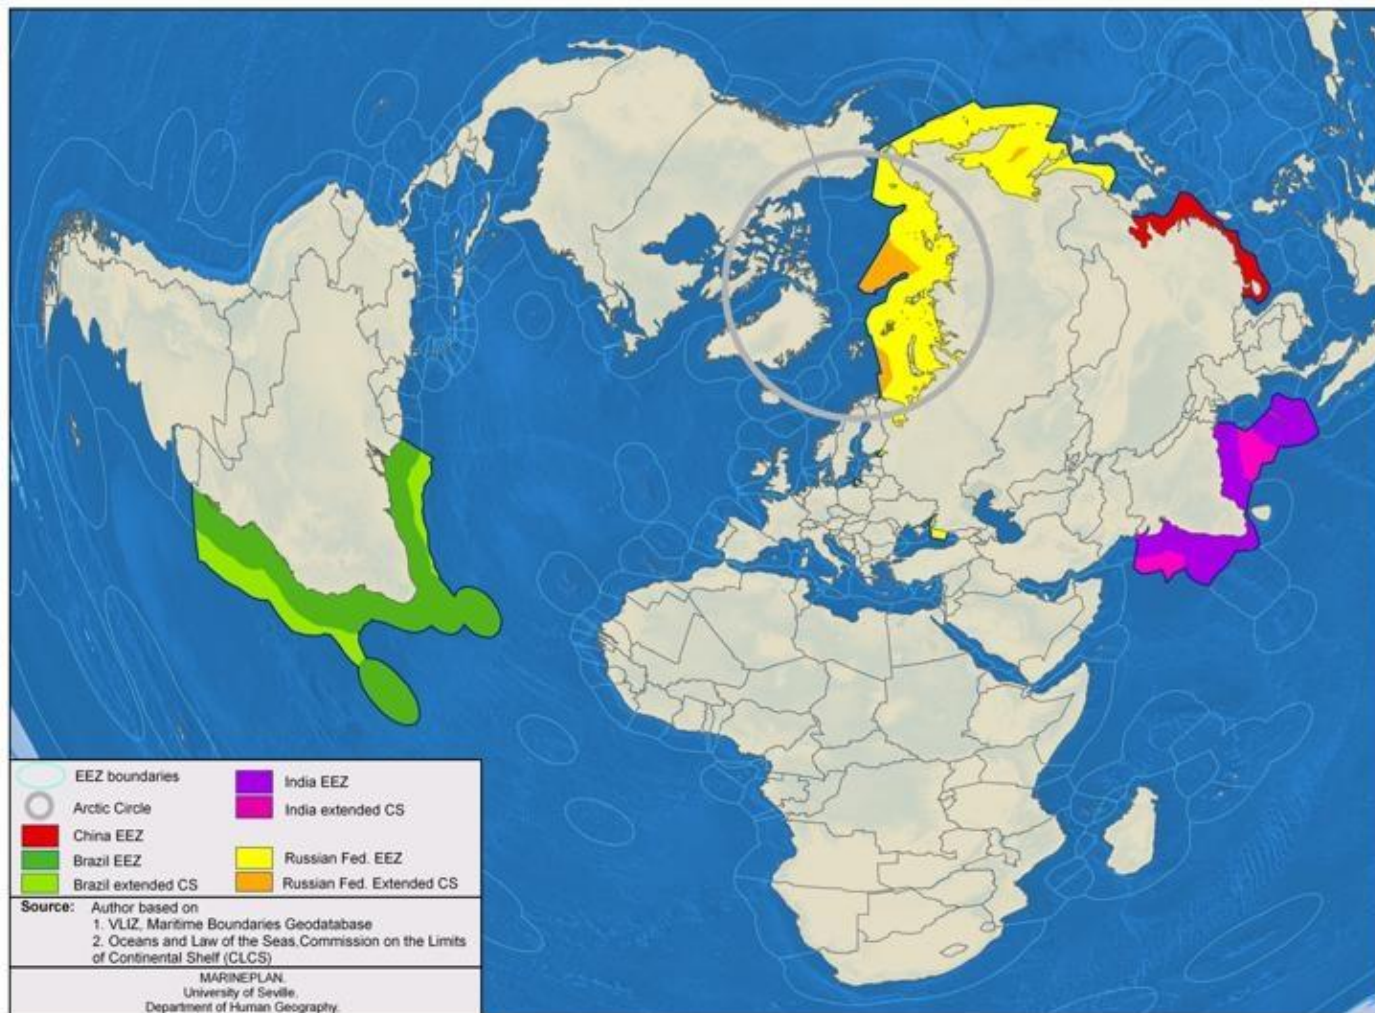 EEZ boundaries
Arctic Circle
China EEZ
Brazil EEZ
Brazil extended CS
India EEZ
India extended CS
Russian Fed. EEZ
Russian Fed. Extended CS
Source: Author based on
1. VLIZ, Maritime Boundaries Geodatabase
2. Oceans and Law of the Seas,Commission on the Limits
of Continental Shelf (CLCS)
MARINEPLAN.
University of Seville.
Department of Human Geography.